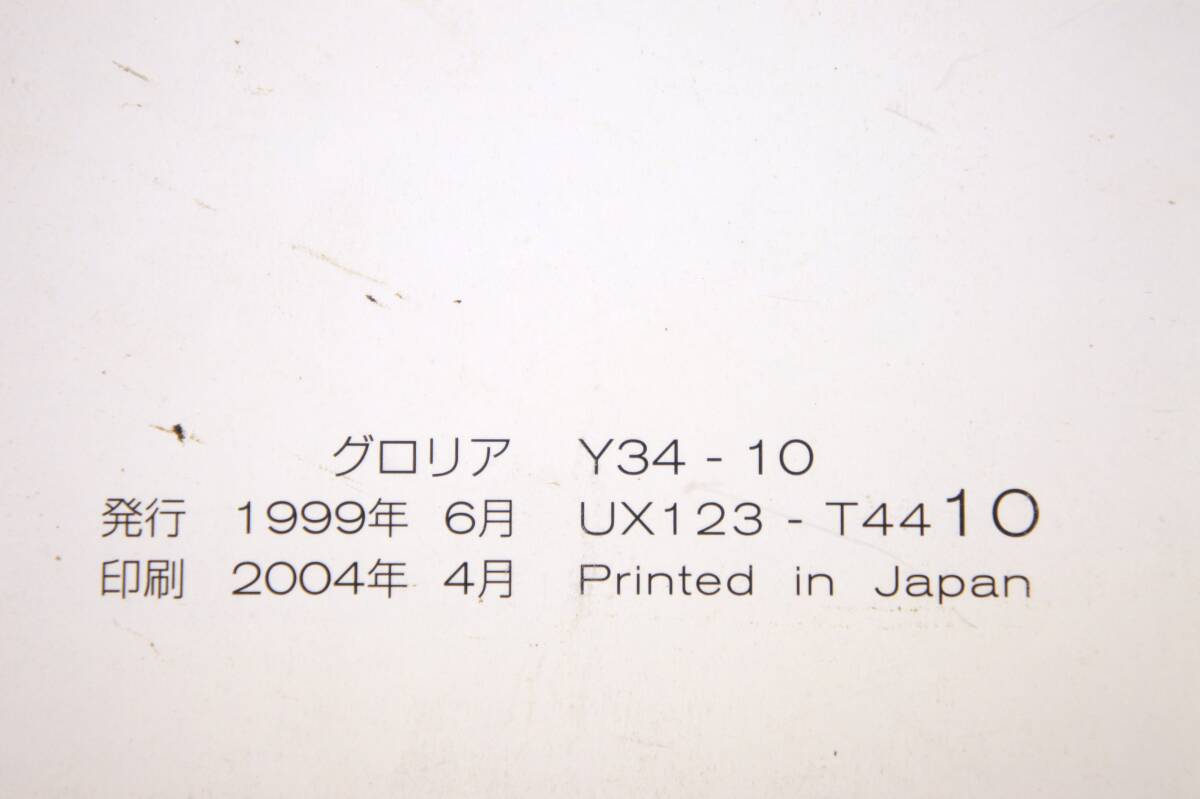 グロリア Y34 - 10
発行 1999年 6月 UX123 - T4410
印刷 2004年 4月 Printed in Japan